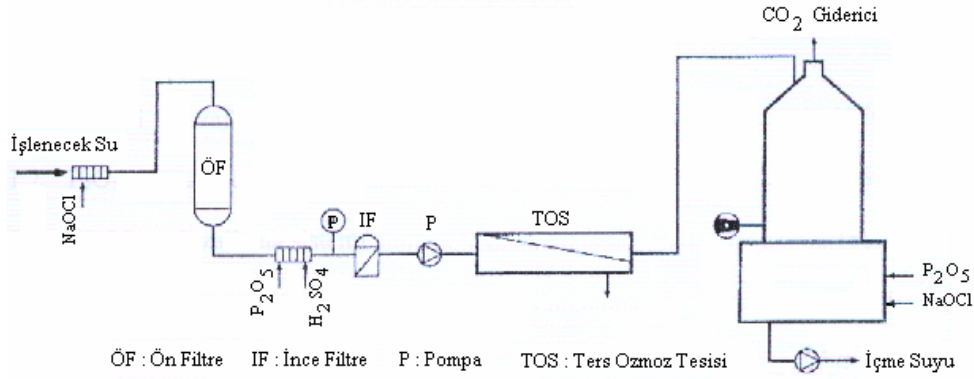 CO2 Giderici
İşlenecek Su
NaOCl
ÖF
P2O5
H2SO4
P
IF
P
TOS
P2O5
NaOCl
İçme Suyu
ÖF : Ön Filtre IF : İnce Filtre P : Pompa TOS : Ters Ozmoz Tesisi